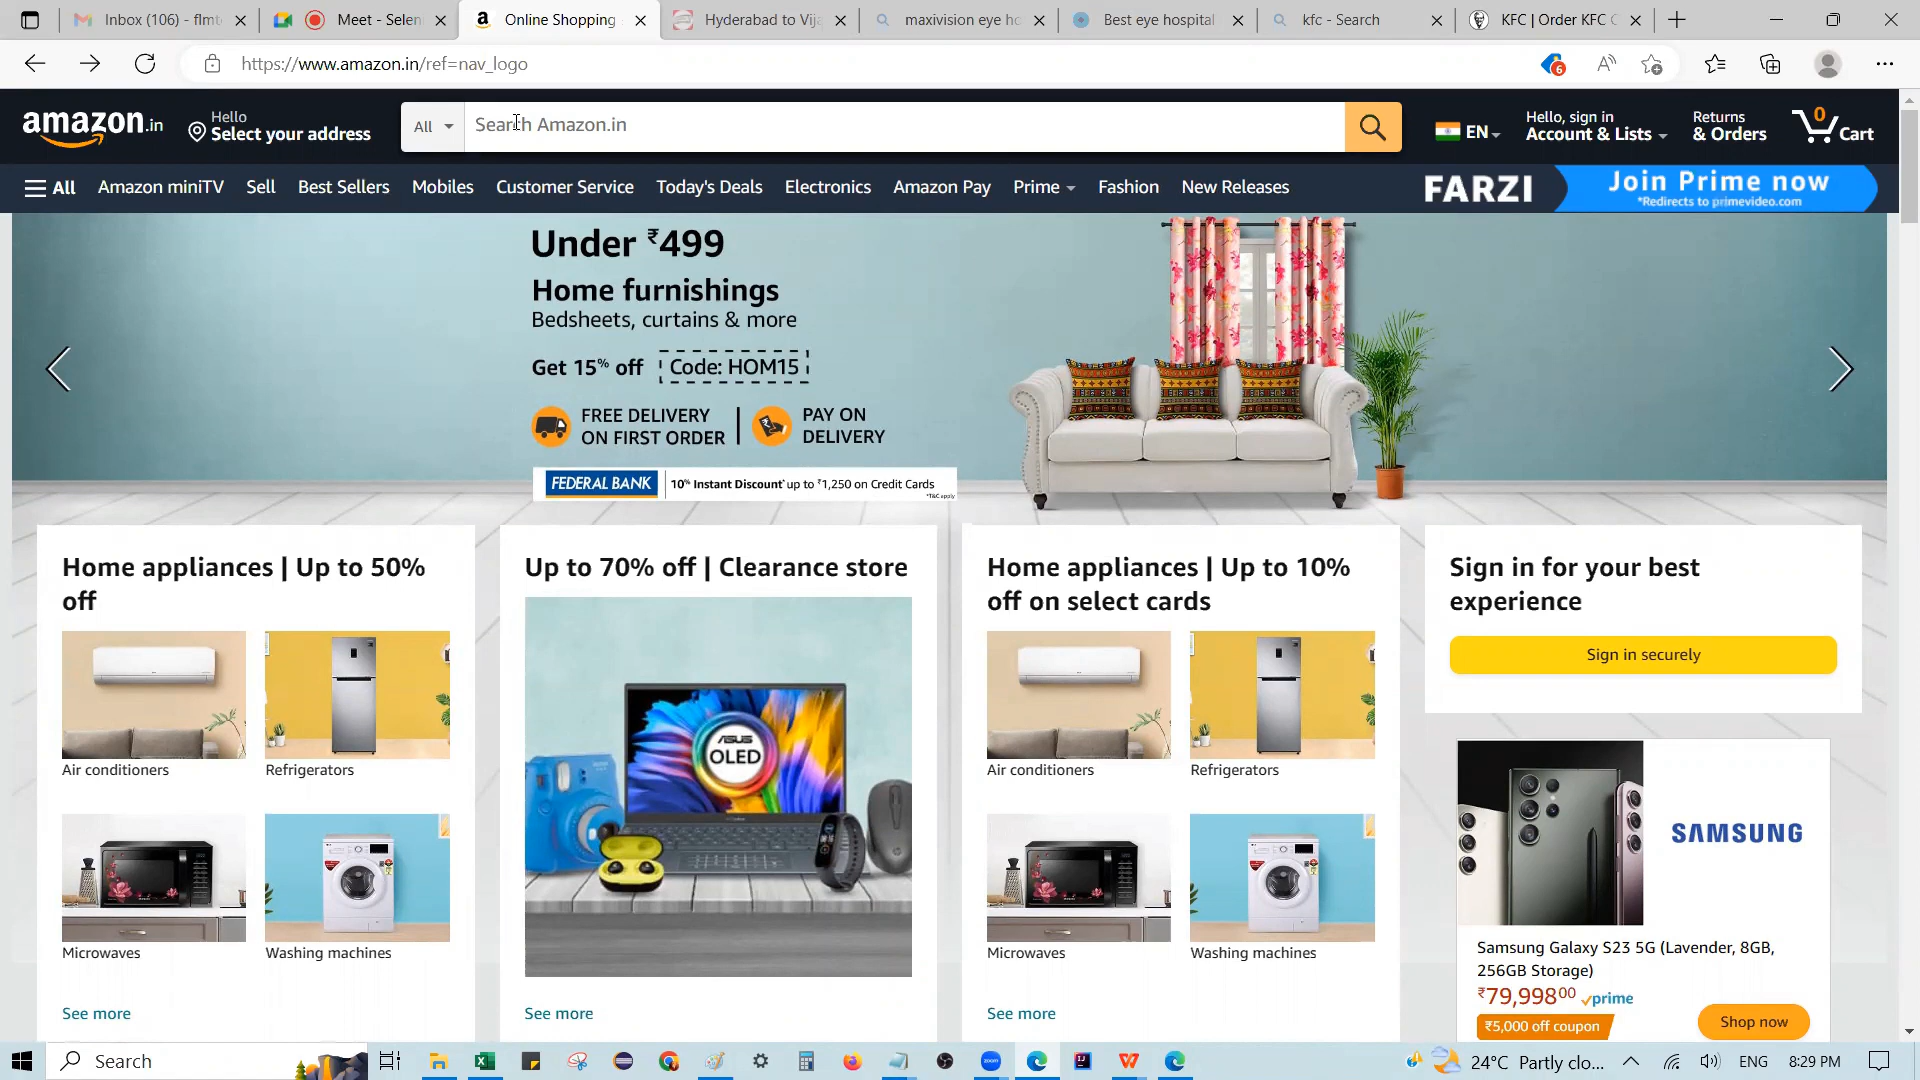 Inbox (106) - flmt
Meet - Selen
Online Shopping
Hyderabad to Vija
maxivision eye ho
Best eye hospital
kfc - Search
KFC | Order KFC C
https://www.amazon.in/ref=nav_logo
6
amazon.in
Hello
Select your address
All
Search Amazon.in
EN
Hello, sign in
Account & Lists
Returns
& Orders
0
Cart
All
Amazon miniTV
Sell
Best Sellers
Mobiles
Customer Service
Today's Deals
Electronics
Amazon Pay
Prime
Fashion
New Releases
FARZI
Join Prime now
*Redirects to primevideo.com
Under ₹499
Home furnishings
Bedsheets, curtains & more
Get 15% off
Code: HOM15
FREE DELIVERY
ON FIRST ORDER
PAY ON
DELIVERY
FEDERAL BANK
10% Instant Discount* up to ₹1,250 on Credit Cards
*T&C apply
Home appliances | Up to 50%
off
Air conditioners
Refrigerators
Microwaves
Washing machines
See more
Up to 70% off | Clearance store
ASUS
OLED
See more
Home appliances | Up to 10%
off on select cards
Air conditioners
Refrigerators
Microwaves
Washing machines
See more
Sign in for your best
experience
Sign in securely
SAMSUNG
Samsung Galaxy S23 5G (Lavender, 8GB,
256GB Storage)
₹79,99800 prime
₹5,000 off coupon
Shop now
Search
zoom
24°C Partly clo...
ENG
8:29 PM